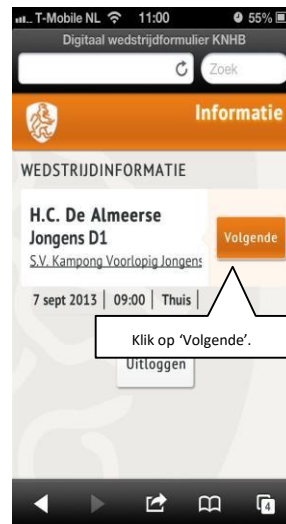 T-Mobile NL 11:00 55%
Digitaal wedstrijdformulier KNHB
Zoek
Informatie
WEDSTRIJDINFORMATIE
H.C. De Almeerse
Jongens D1
S.V. Kampong Voorlopig Jongens
Volgende
7 sept 2013 | 09:00 | Thuis |
Klik op ‘Volgende’.
Uitloggen
4